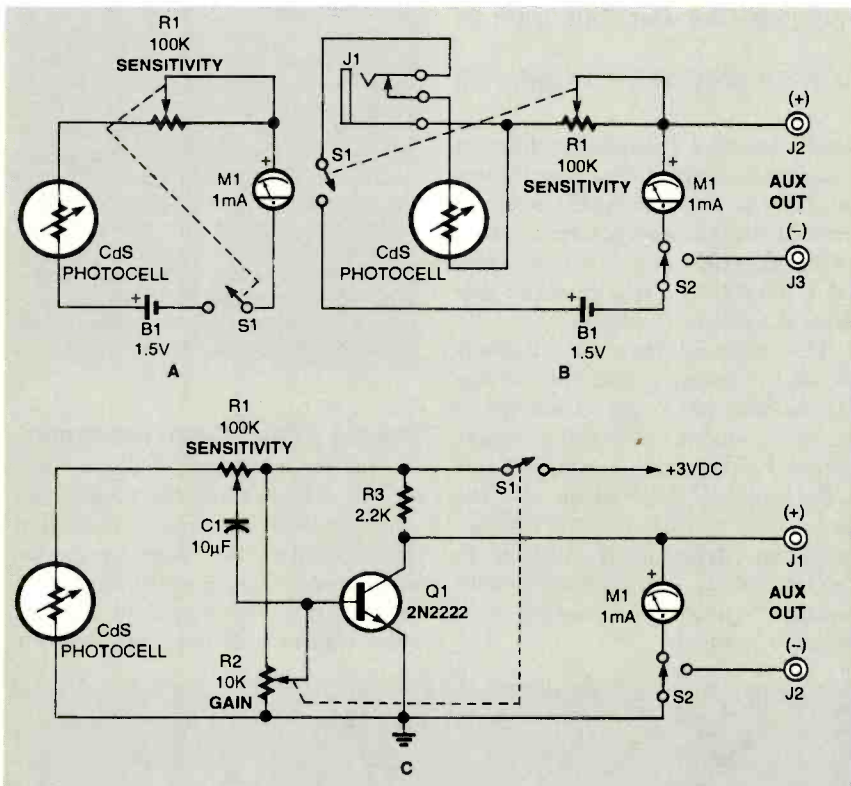 R1
100K
SENSITIVITY
+
M1
1mA
CdS
PHOTOCELL
+
B1
1.5V
S1
A
J1
S1
R1
100K
SENSITIVITY
(+)
J2
+
M1
1mA
AUX
OUT
CdS
PHOTOCELL
(−)
J3
S2
+
B1
1.5V
B
R1
100K
SENSITIVITY
C1
10µF
R3
2.2K
S1
+3VDC
(+)
J1
Q1
2N2222
+
M1
1mA
AUX
OUT
CdS
PHOTOCELL
R2
10K
GAIN
(−)
J2
S2
C